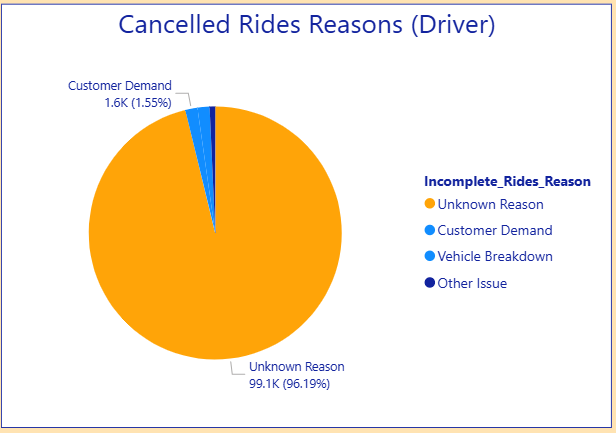 Cancelled Rides Reasons (Driver)
Customer Demand
1.6K (1.55%)
Incomplete_Rides_Reason
Unknown Reason
Customer Demand
Vehicle Breakdown
Other Issue
Unknown Reason
99.1K (96.19%)